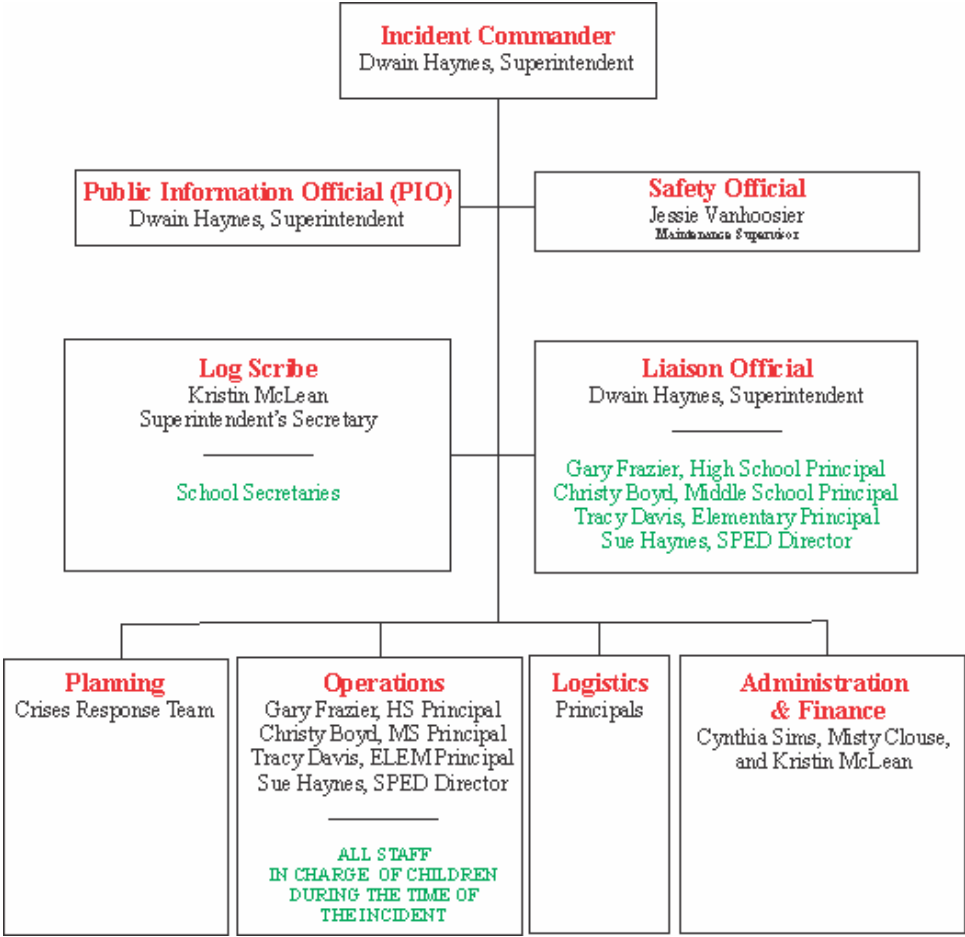 Incident Commander
Dwain Haynes, Superintendent
Public Information Official (PIO)
Dwain Haynes, Superintendent
Safety Official
Jessie Vanhoosier
Maintenance Supervisor
Log Scribe
Kristin McLean
Superintendent’s Secretary
School Secretaries
Liaison Official
Dwain Haynes, Superintendent
Gary Frazier, High School Principal
Christy Boyd, Middle School Principal
Tracy Davis, Elementary Principal
Sue Haynes, SPED Director
Planning
Crises Response Team
Operations
Gary Frazier, HS Principal
Christy Boyd, MS Principal
Tracy Davis, ELEM Principal
Sue Haynes, SPED Director
ALL STAFF
IN CHARGE OF CHILDREN
DURING THE TIME OF
THE INCIDENT
Logistics
Principals
Administration
& Finance
Cynthia Sims, Misty Clouse,
and Kristin McLean